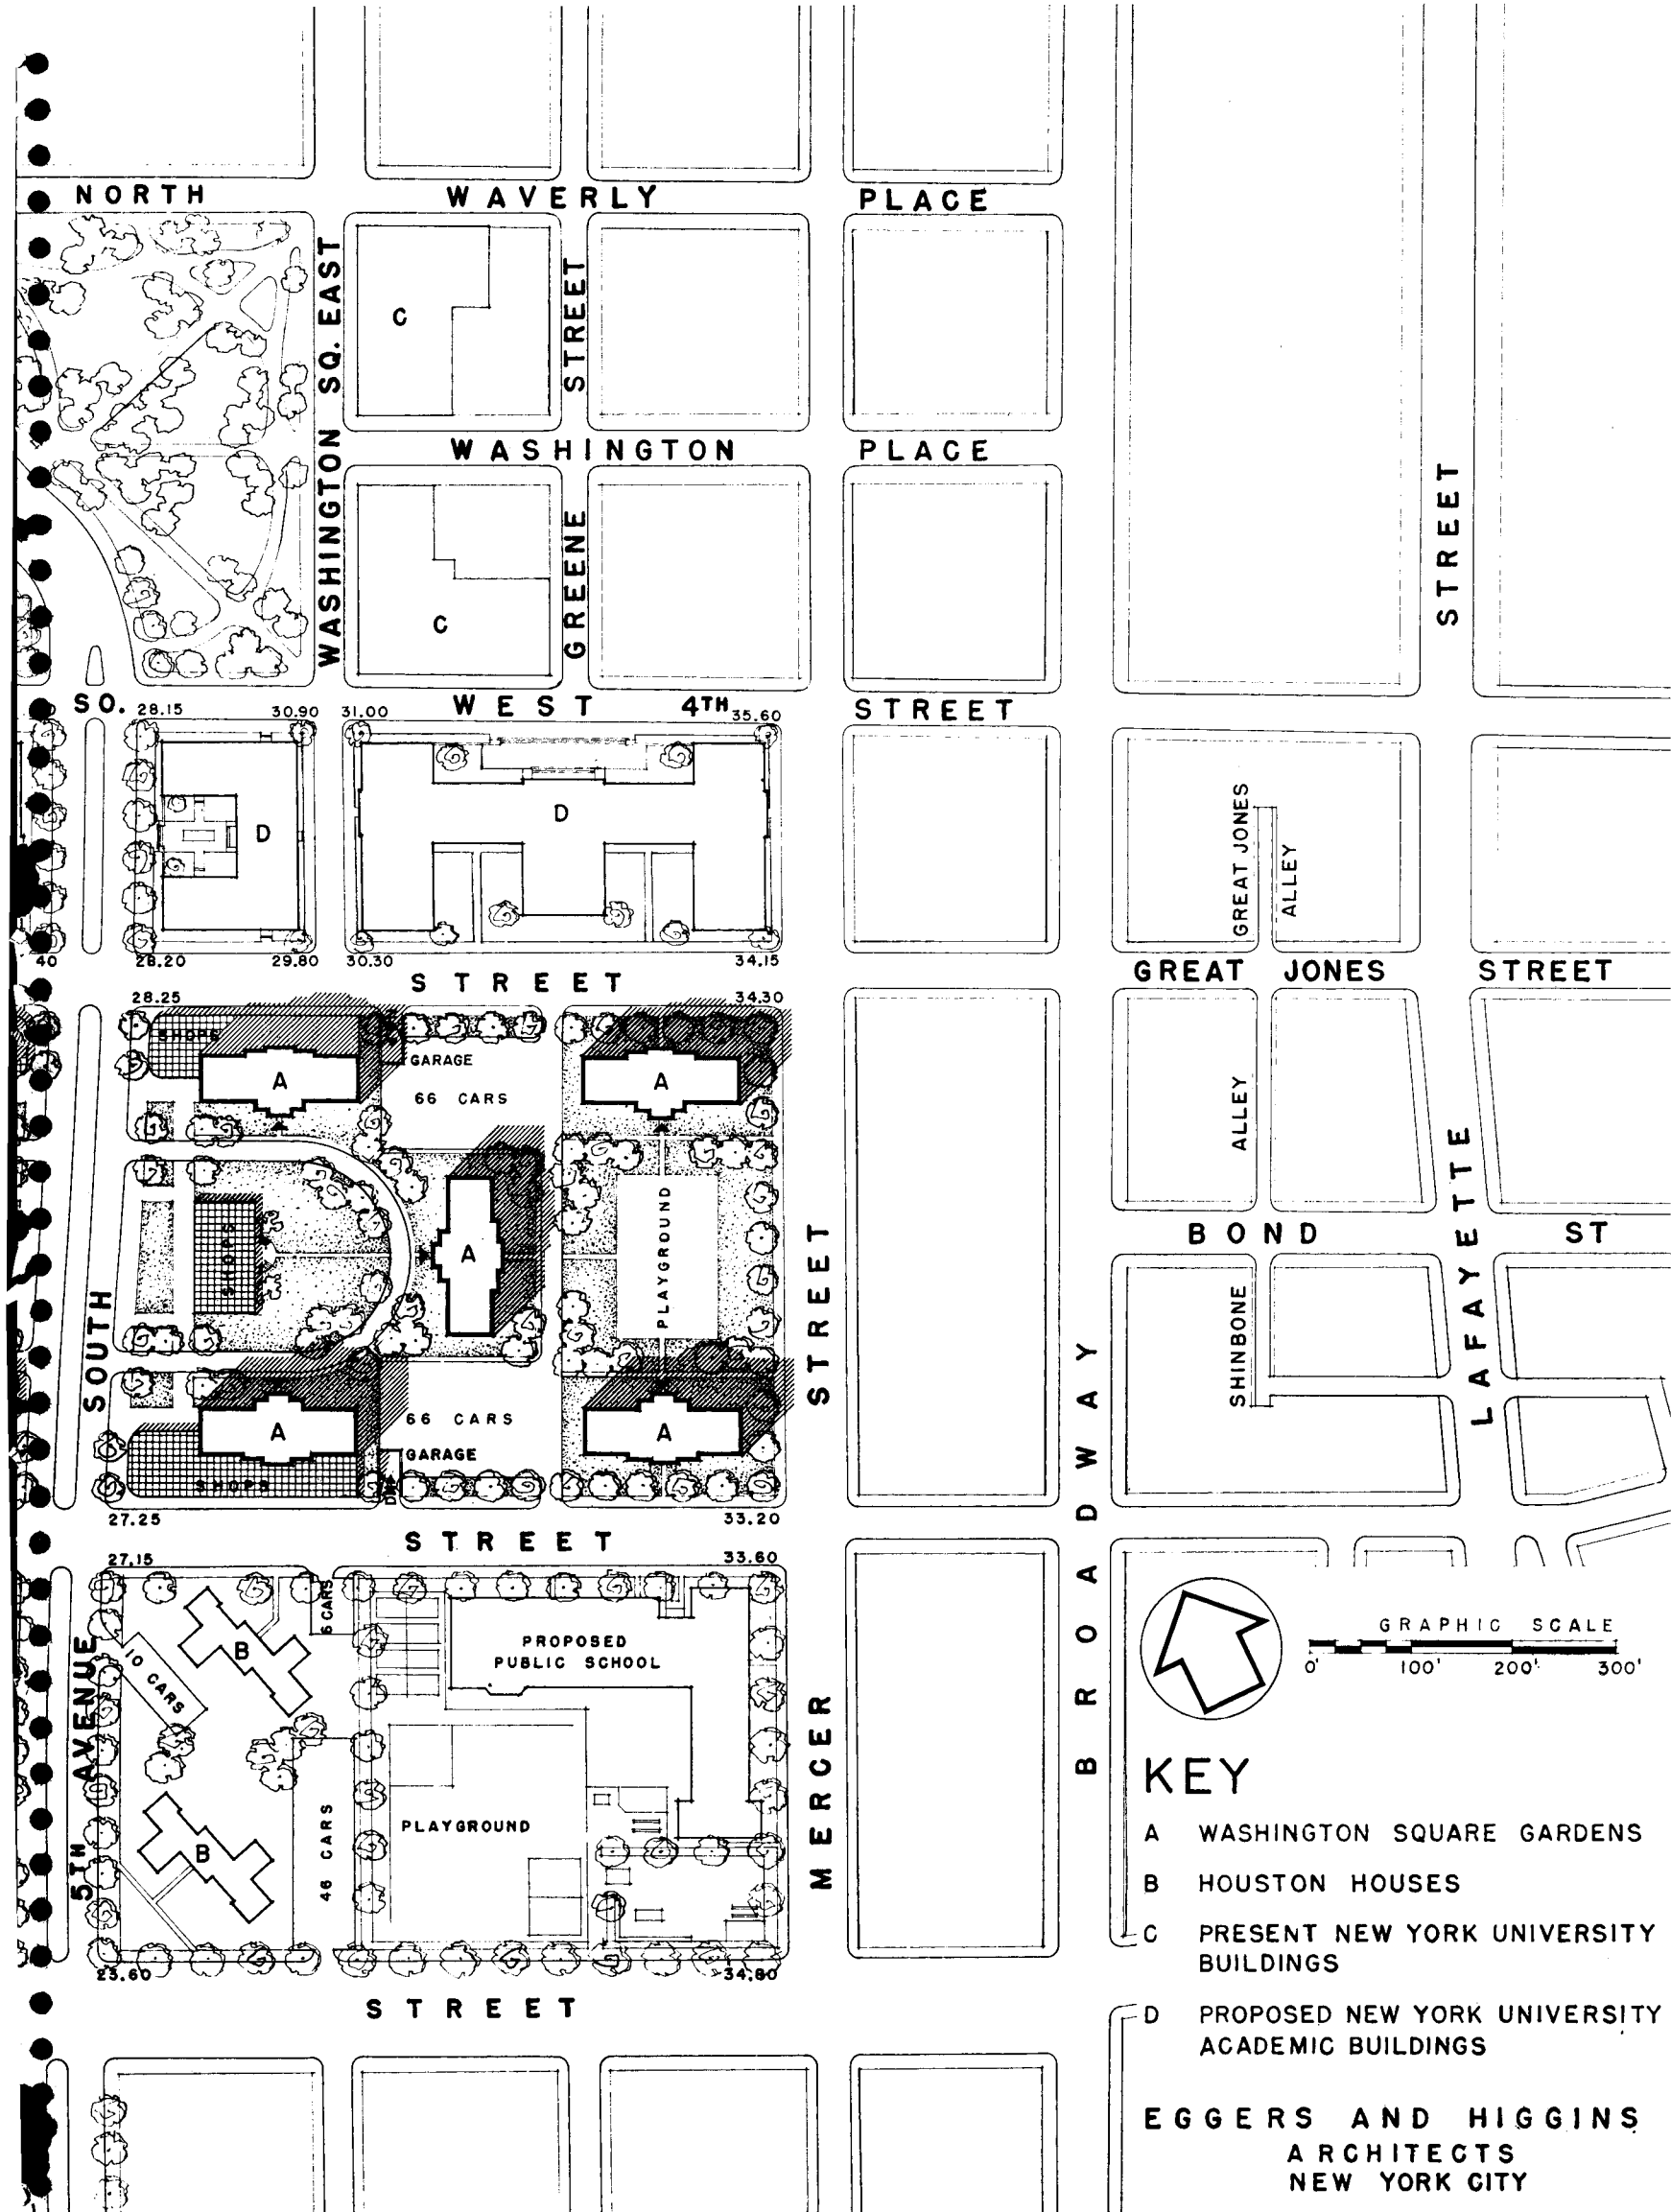 NORTH WAVERLY PLACE
WASHINGTON SQ. EAST
C
STREET
WASHINGTON PLACE
C
GREENE
STREET
SO. WEST 4TH STREET
28.15 30.90 31.00 35.60
D
D
GREAT JONES
ALLEY
40 28.20 29.80 30.30 34.15
STREET
GREAT JONES STREET
28.25 34.30
SHOPS
GARAGE
A
66 CARS
A
ALLEY
SHOPS
A
PLAYGROUND
BOND ST
SOUTH
STREET
SHINBONE
LAFAYETTE
A
66 CARS
A
GARAGE
SHOPS
DN
27.25 33.20
STREET
27.15 33.60
BROADWAY
6 CARS
B
10 CARS
PROPOSED
PUBLIC SCHOOL
GRAPHIC SCALE
0' 100' 200' 300'
5TH AVENUE
MERCER
B
46 CARS
PLAYGROUND
23.60 34.80
STREET
KEY
A WASHINGTON SQUARE GARDENS
B HOUSTON HOUSES
C PRESENT NEW YORK UNIVERSITY
BUILDINGS
D PROPOSED NEW YORK UNIVERSITY
ACADEMIC BUILDINGS
EGGERS AND HIGGINS
ARCHITECTS
NEW YORK CITY